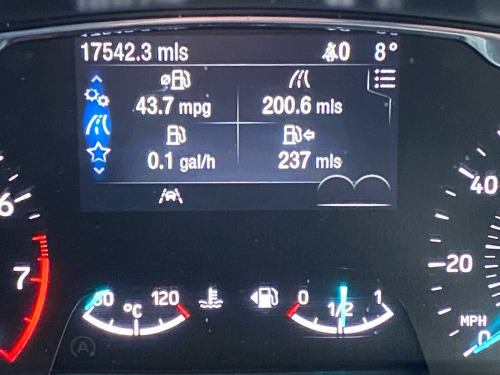 17542.3 mls 0 8°
43.7 mpg 200.6 mls
0.1 gal/h 237 mls
6 40
7 20
120 0 1
°C 1/2
MPH
0
A